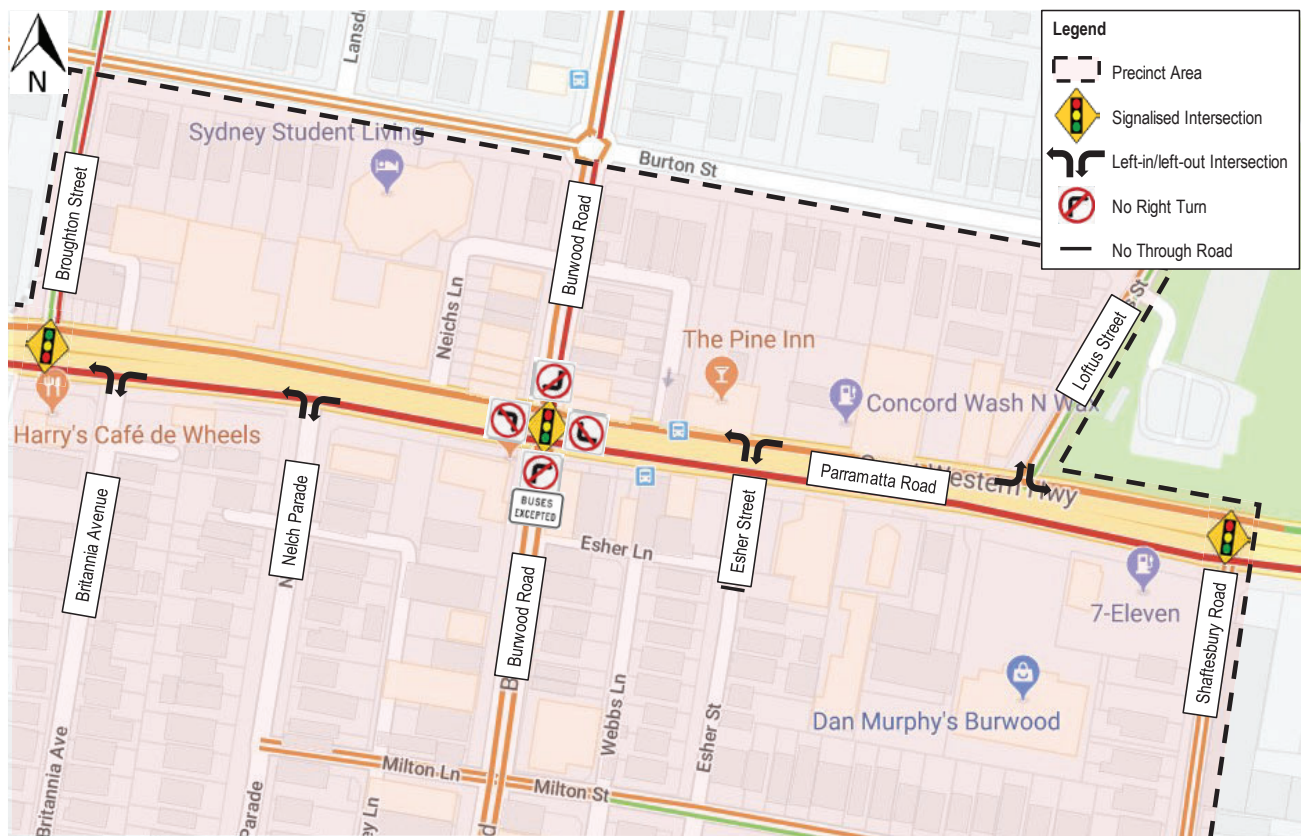 N
Legend
Precinct Area
Signalised Intersection
Left-in/left-out Intersection
No Right Turn
No Through Road
Sydney Student Living
Burton St
Broughton Street
Burwood Road
Neichs Ln
The Pine Inn
Concord Wash N Wax
Loftus Street
St
Harry's Café de Wheels
BUSES
EXCEPTED
Parramatta Road
Western Hwy
Britannia Avenue
Nelch Parade
Burwood Road
Esher Ln
Esher Street
7-Eleven
Shaftesbury Road
Dan Murphy's Burwood
Webbs Ln
Esher St
Britannia Ave
Parade
Milton Ln
Milton St